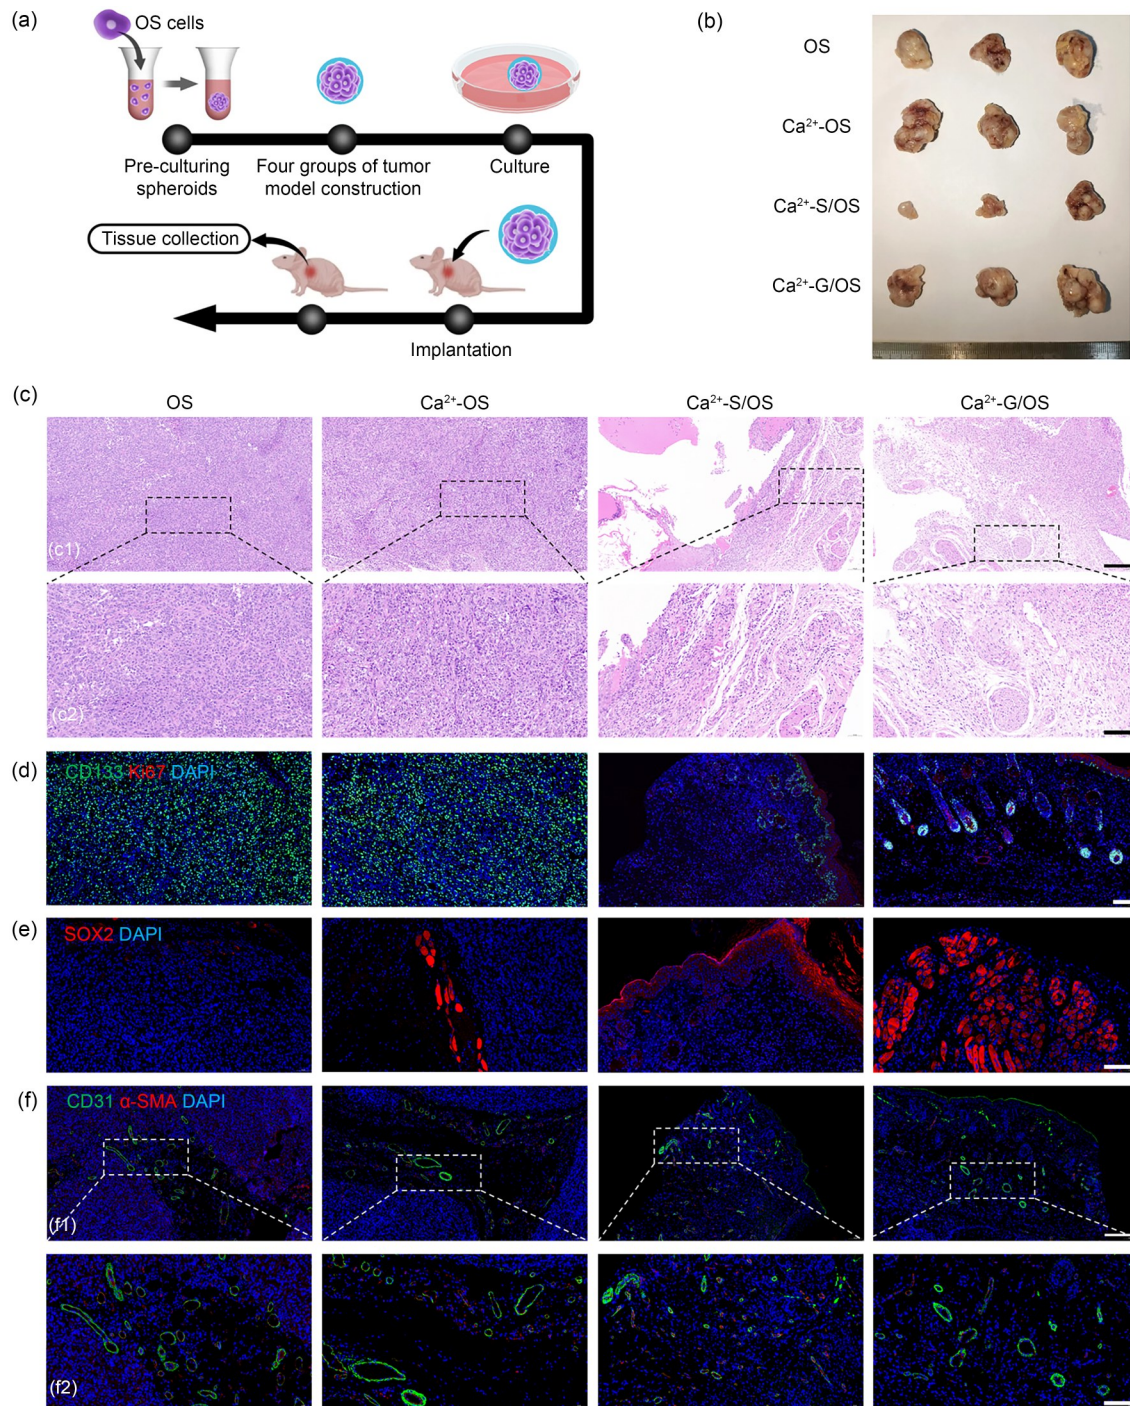 (a)
OS cells
Pre-culturing
spheroids
Four groups of tumor
model construction
Culture
Tissue collection
Implantation
(b)
OS
Ca²⁺-OS
Ca²⁺-S/OS
Ca²⁺-G/OS
(c)
OS
Ca²⁺-OS
Ca²⁺-S/OS
Ca²⁺-G/OS
(c1)
(c2)
(d)
CD133 Ki67 DAPI
(e)
SOX2 DAPI
(f)
CD31 α-SMA DAPI
(f1)
(f2)